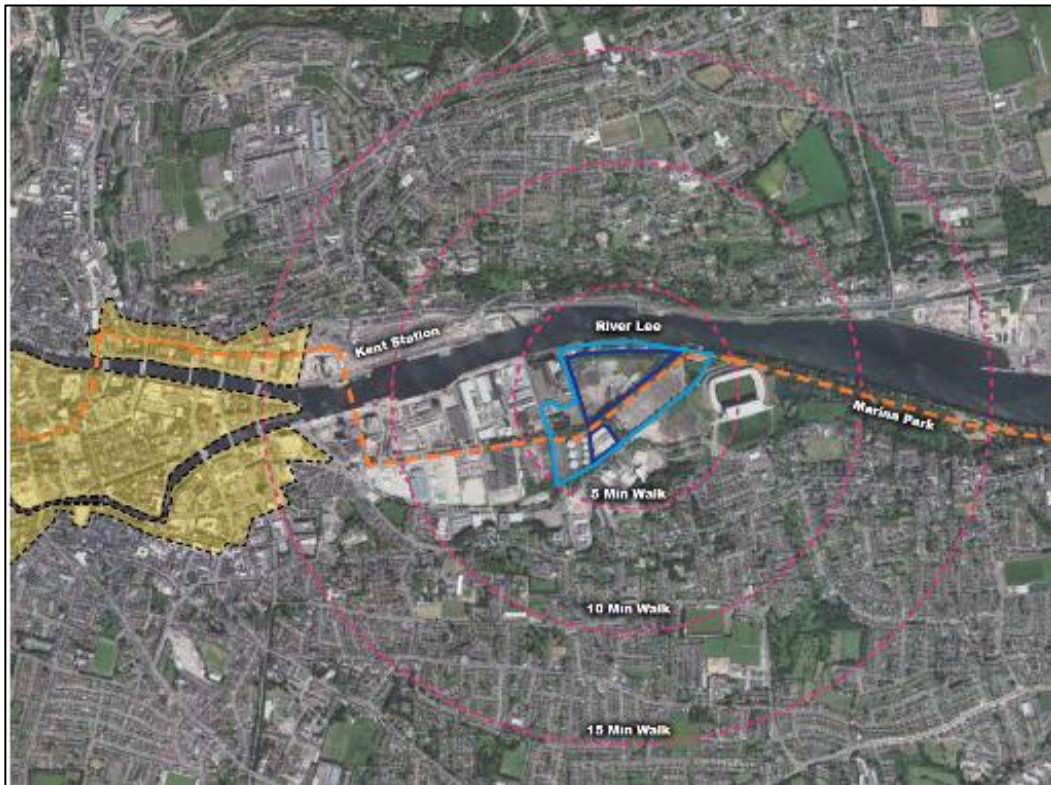 River Lee
Kent Station
Marina Park
5 Min Walk
10 Min Walk
15 Min Walk